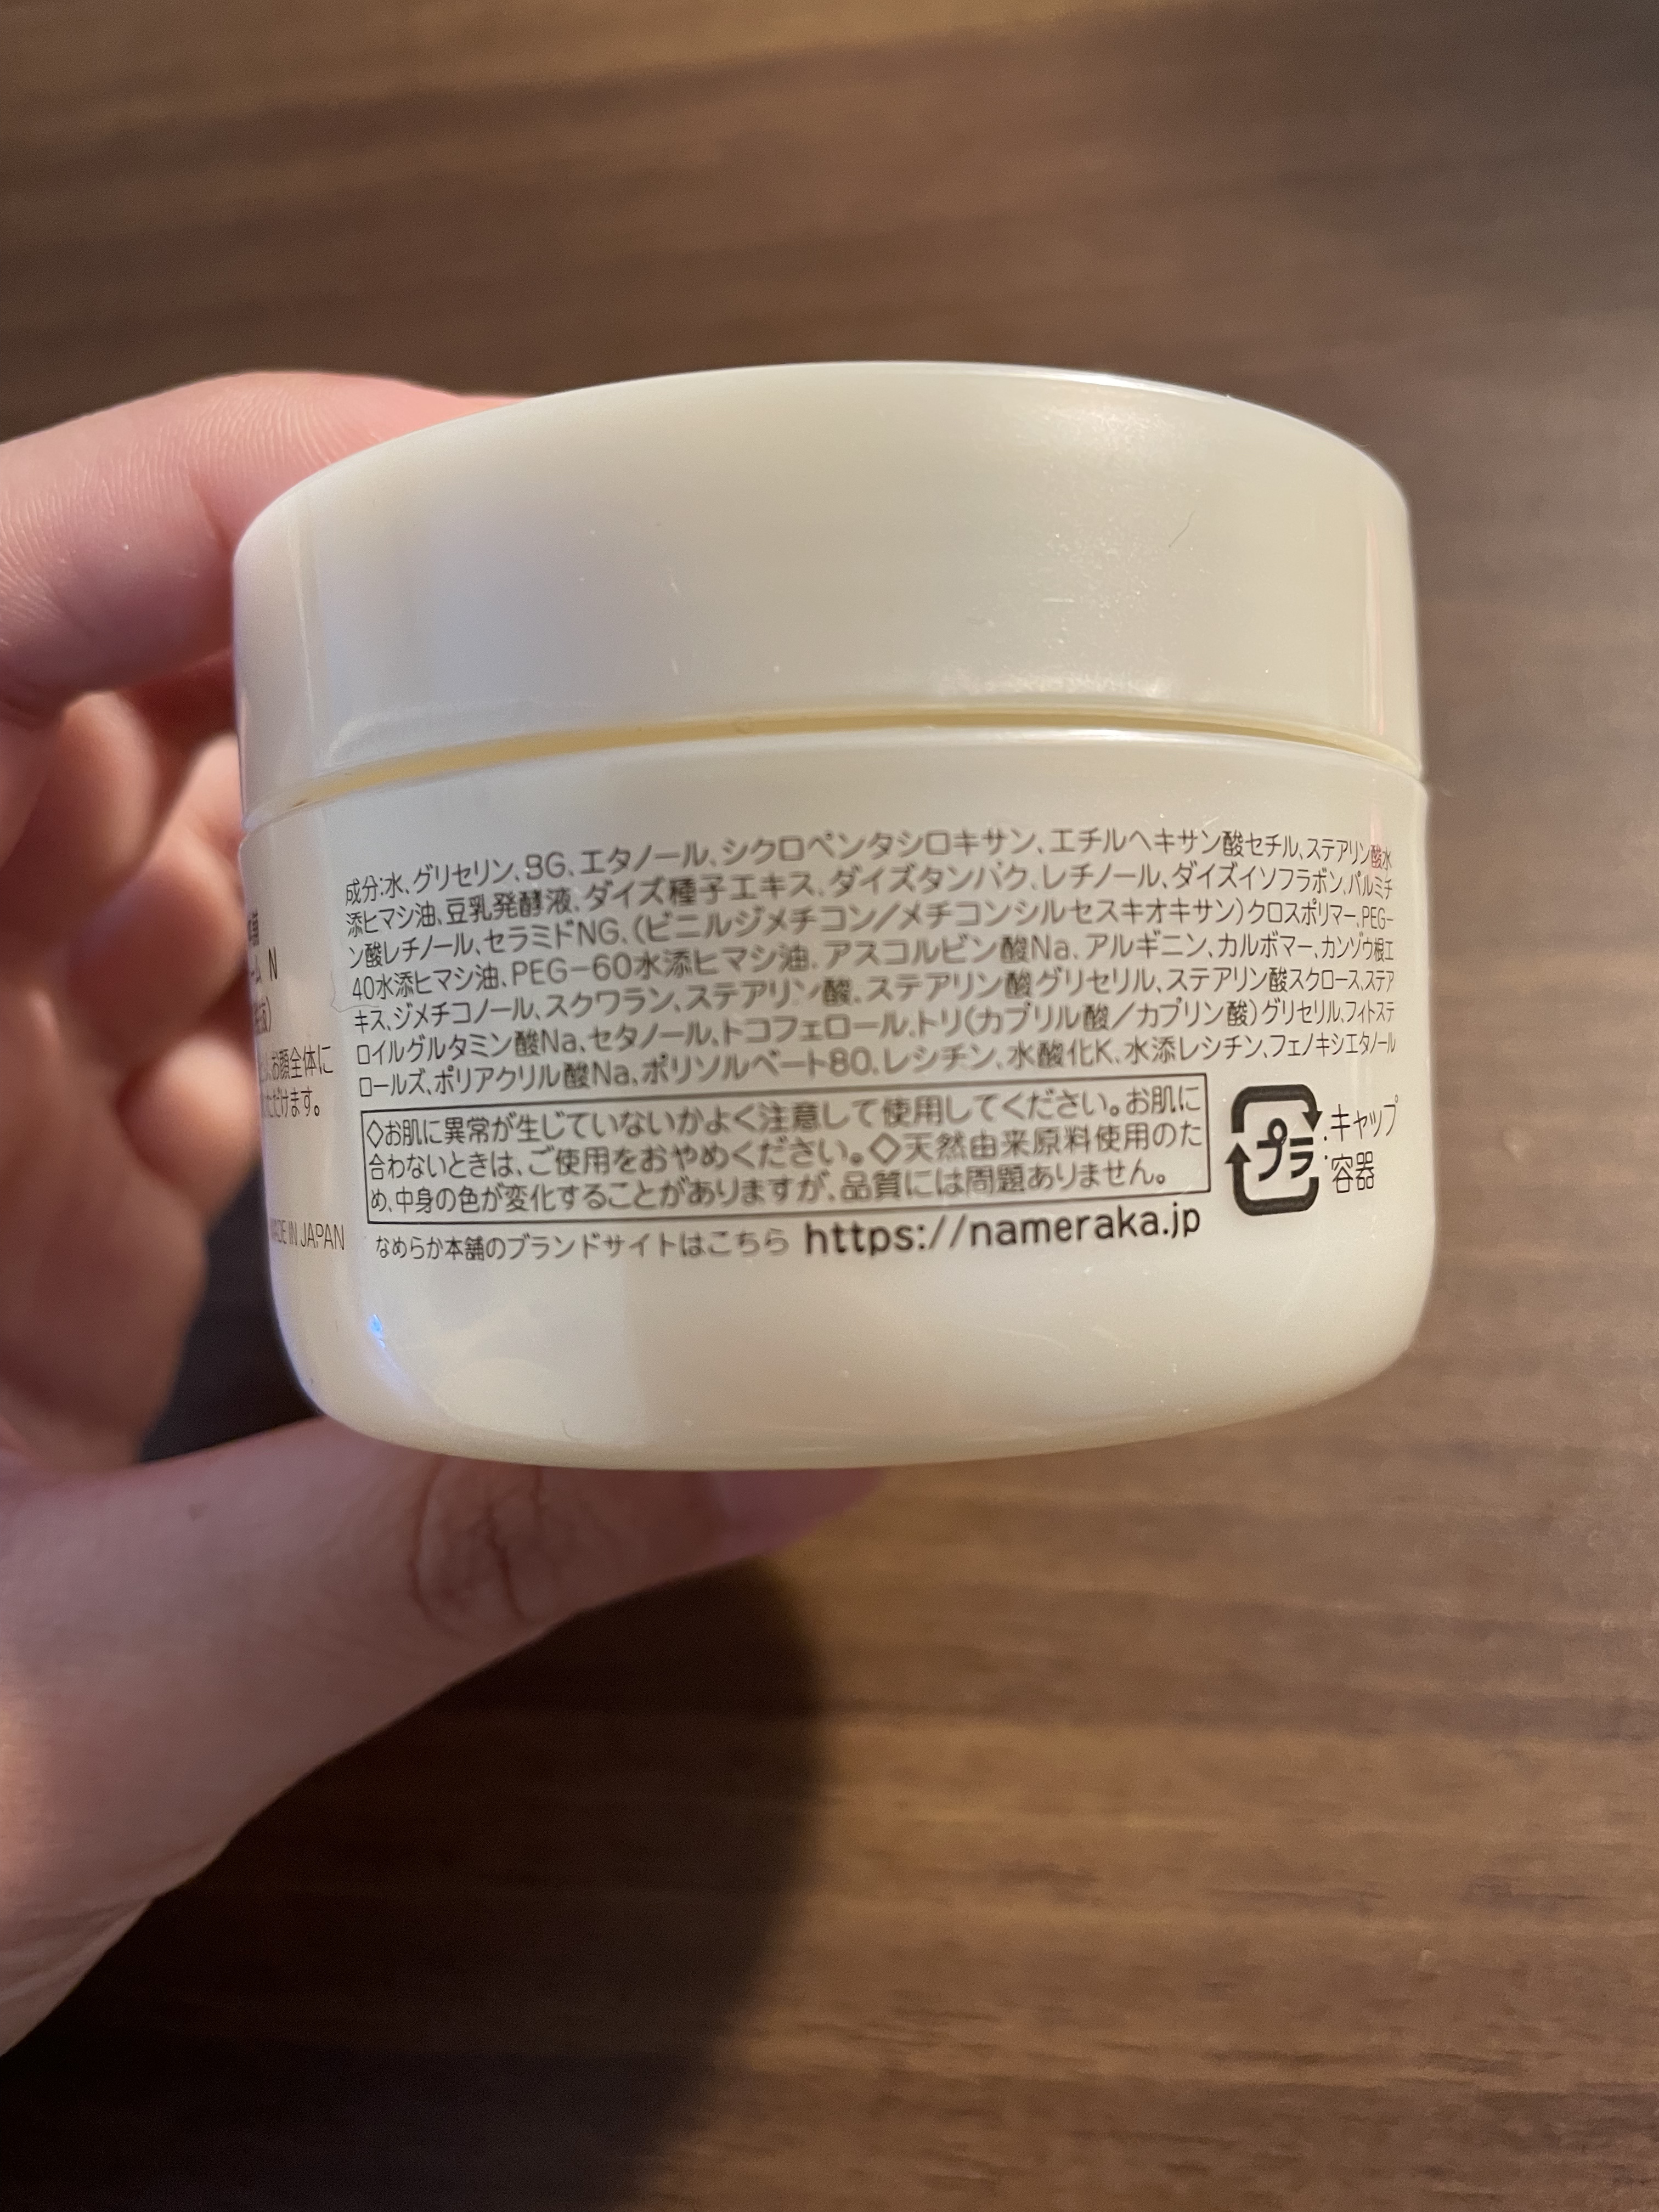 成分:水、グリセリン、BG、エタノール、シクロペンタシロキサン、エチルヘキサン酸セチル、ステアリン酸水
添ヒマシ油、豆乳発酵液、ダイズ種子エキス、ダイズタンパク、レチノール、ダイズイソフラボン、パルミチ
ン酸レチノール、セラミドNG、(ビニルジメチコン/メチコンシルセスキオキサン)クロスポリマー、PEG-
40水添ヒマシ油、PEG-60水添ヒマシ油、アスコルビン酸Na、アルギニン、カルボマー、カンゾウ根エ
キス、ジメチコノール、スクワラン、ステアリン酸、ステアリン酸グリセリル、ステアリン酸スクロース、ステア
ロイルグルタミン酸Na、セタノール、トコフェロール、トリ(カプリル酸/カプリン酸)グリセリル、フィトステ
ロールズ、ポリアクリル酸Na、ポリソルベート80、レシチン、水酸化K、水添レシチン、フェノキシエタノール
◇お肌に異常が生じていないかよく注意して使用してください。お肌に
合わないときは、ご使用をおやめください。◇天然由来原料使用のた
め、中身の色が変化することがありますが、品質には問題ありません。
なめらか本舗のブランドサイトはこちら https://nameraka.jp
プラ
:キャップ
:容器
N
お顔全体に
ただけます。
MADE IN JAPAN